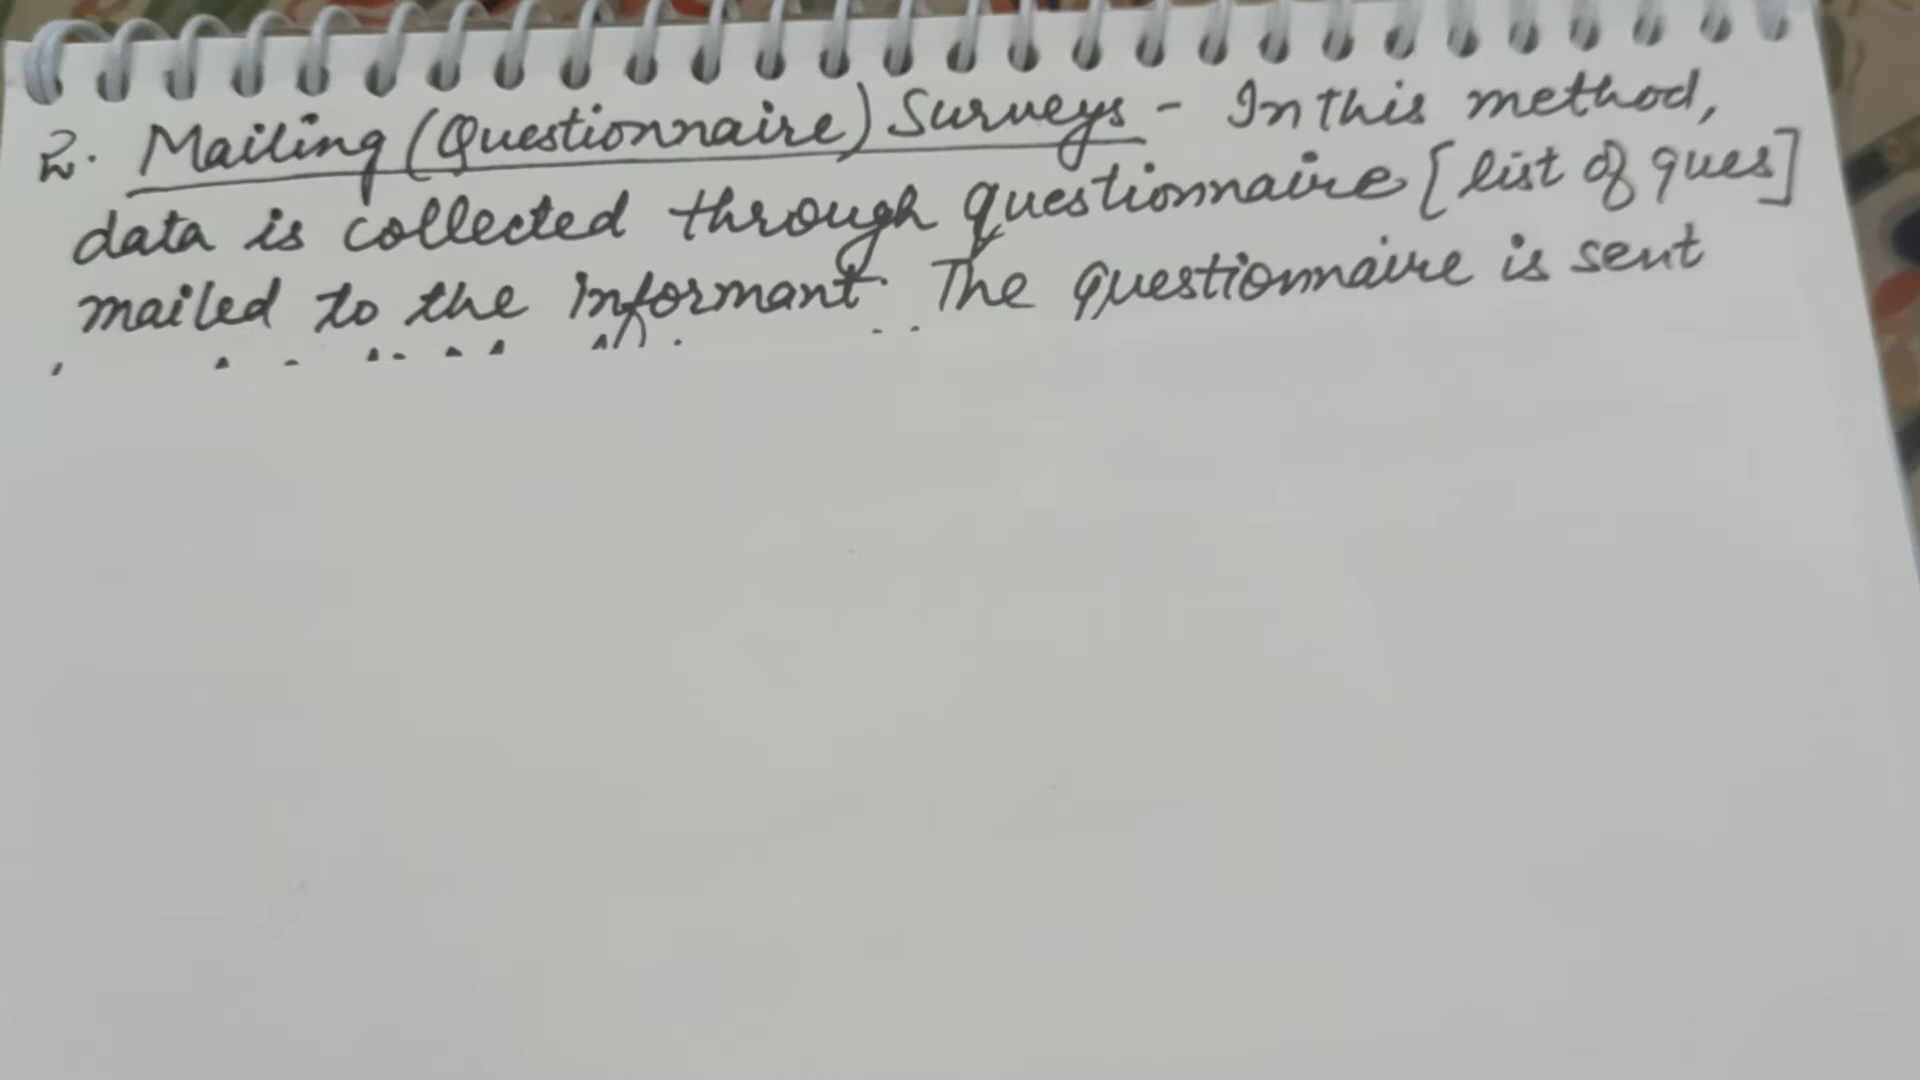 2. Mailing (Questionnaire) Surveys - In this method,
data is collected through questionnaire [list of ques]
mailed to the informant. The questionnaire is sent